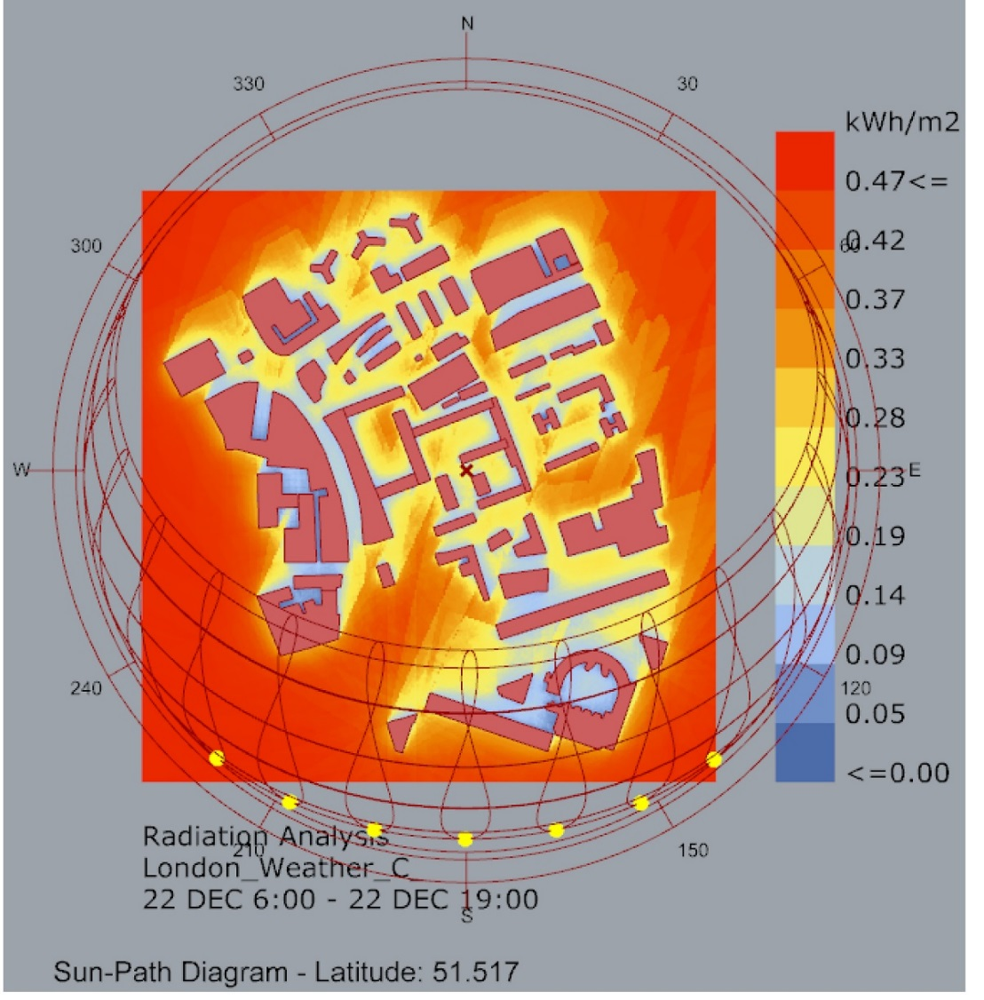 N
330
30
kWh/m2
0.47<=
300
60
0.42
0.37
0.33
0.28
W
E
0.23
0.19
0.14
0.09
240
120
0.05
<=0.00
Radiation Analysis
210
150
London_Weather_C_
22 DEC 6:00 - 22 DEC 19:00
S
Sun-Path Diagram - Latitude: 51.517